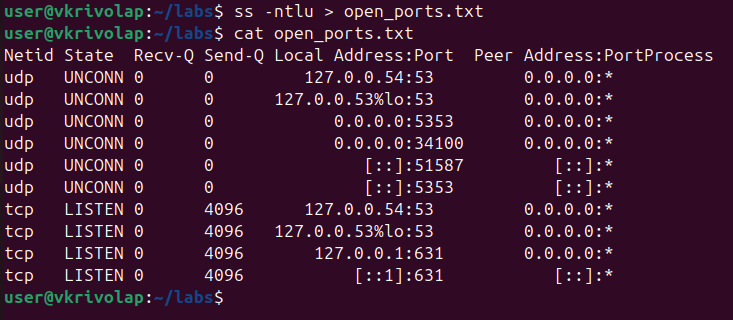 user@vkrivolap:~/labs$ ss -ntlu > open_ports.txt
user@vkrivolap:~/labs$ cat open_ports.txt
Netid State  Recv-Q Send-Q Local Address:Port  Peer Address:PortProcess
udp   UNCONN 0      0         127.0.0.54:53         0.0.0.0:*
udp   UNCONN 0      0      127.0.0.53%lo:53         0.0.0.0:*
udp   UNCONN 0      0            0.0.0.0:5353       0.0.0.0:*
udp   UNCONN 0      0            0.0.0.0:34100      0.0.0.0:*
udp   UNCONN 0      0               [::]:51587         [::]:*
udp   UNCONN 0      0               [::]:5353          [::]:*
tcp   LISTEN 0      4096      127.0.0.54:53         0.0.0.0:*
tcp   LISTEN 0      4096   127.0.0.53%lo:53         0.0.0.0:*
tcp   LISTEN 0      4096       127.0.0.1:631        0.0.0.0:*
tcp   LISTEN 0      4096           [::1]:631           [::]:*
user@vkrivolap:~/labs$